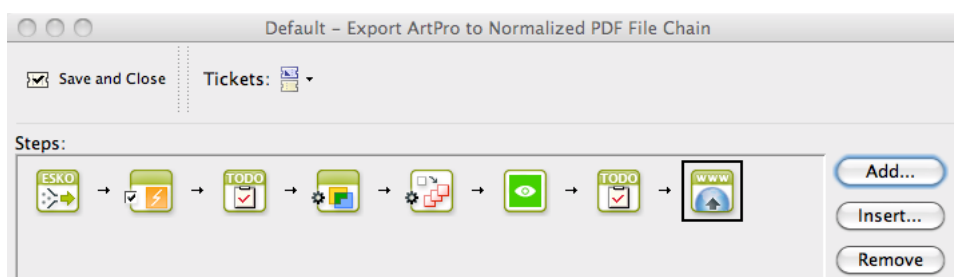 Default – Export ArtPro to Normalized PDF File Chain
Save and Close
Tickets:
Steps:
ESKO
TODO
TODO
www
Add...
Insert...
Remove